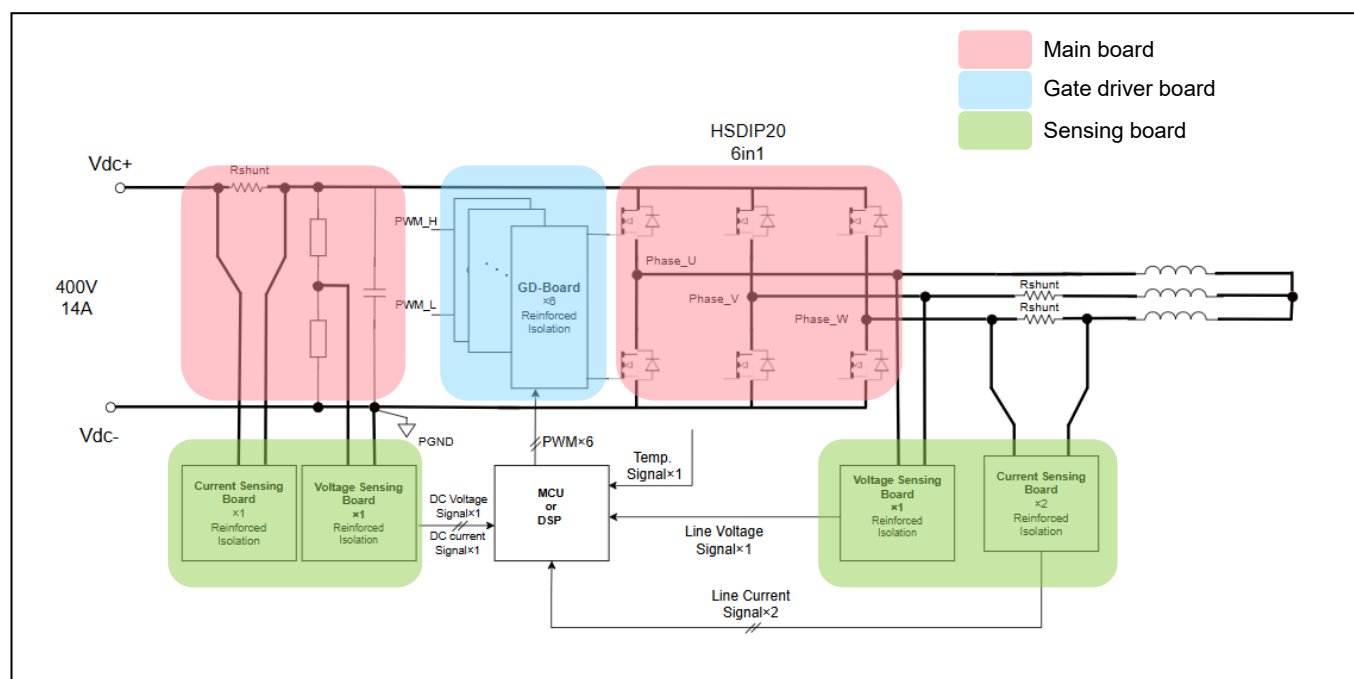 Main board
Gate driver board
Sensing board
HSDIP20
6in1
Vdc+
Rshunt
PWM_H
GD-Board
×6
Reinforced
Isolation
PWM_L
400V
14A
Phase_U
Phase_V
Phase_W
Rshunt
Rshunt
Vdc-
PGND
PWM×6
Temp.
Signal×1
Current Sensing
Board
×1
Reinforced
Isolation
Voltage Sensing
Board
×1
Reinforced
Isolation
DC Voltage
Signal×1
DC current
Signal×1
MCU
or
DSP
Line Voltage
Signal×1
Voltage Sensing
Board
×1
Reinforced
Isolation
Current Sensing
Board
×2
Reinforced
Isolation
Line Current
Signal×2